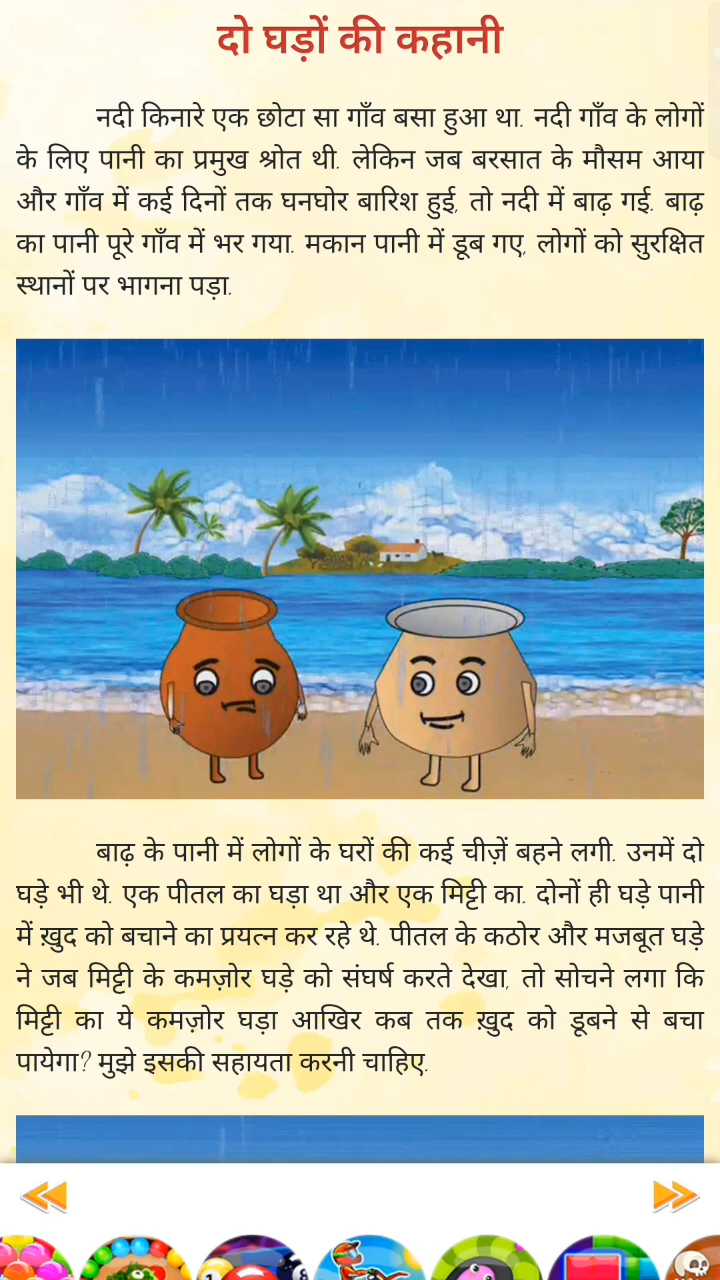 दो घड़ों की कहानी
नदी किनारे एक छोटा सा गाँव बसा हुआ था. नदी गाँव के लोगों
के लिए पानी का प्रमुख श्रोत थी. लेकिन जब बरसात के मौसम आया
और गाँव में कई दिनों तक घनघोर बारिश हुई, तो नदी में बाढ़ गई. बाढ़
का पानी पूरे गाँव में भर गया. मकान पानी में डूब गए, लोगों को सुरक्षित
स्थानों पर भागना पड़ा.
बाढ़ के पानी में लोगों के घरों की कई चीज़ें बहने लगी. उनमें दो
घड़े भी थे. एक पीतल का घड़ा था और एक मिट्टी का. दोनों ही घड़े पानी
में ख़ुद को बचाने का प्रयत्न कर रहे थे. पीतल के कठोर और मजबूत घड़े
ने जब मिट्टी के कमज़ोर घड़े को संघर्ष करते देखा, तो सोचने लगा कि
मिट्टी का ये कमज़ोर घड़ा आखिर कब तक ख़ुद को डूबने से बचा
पायेगा? मुझे इसकी सहायता करनी चाहिए.